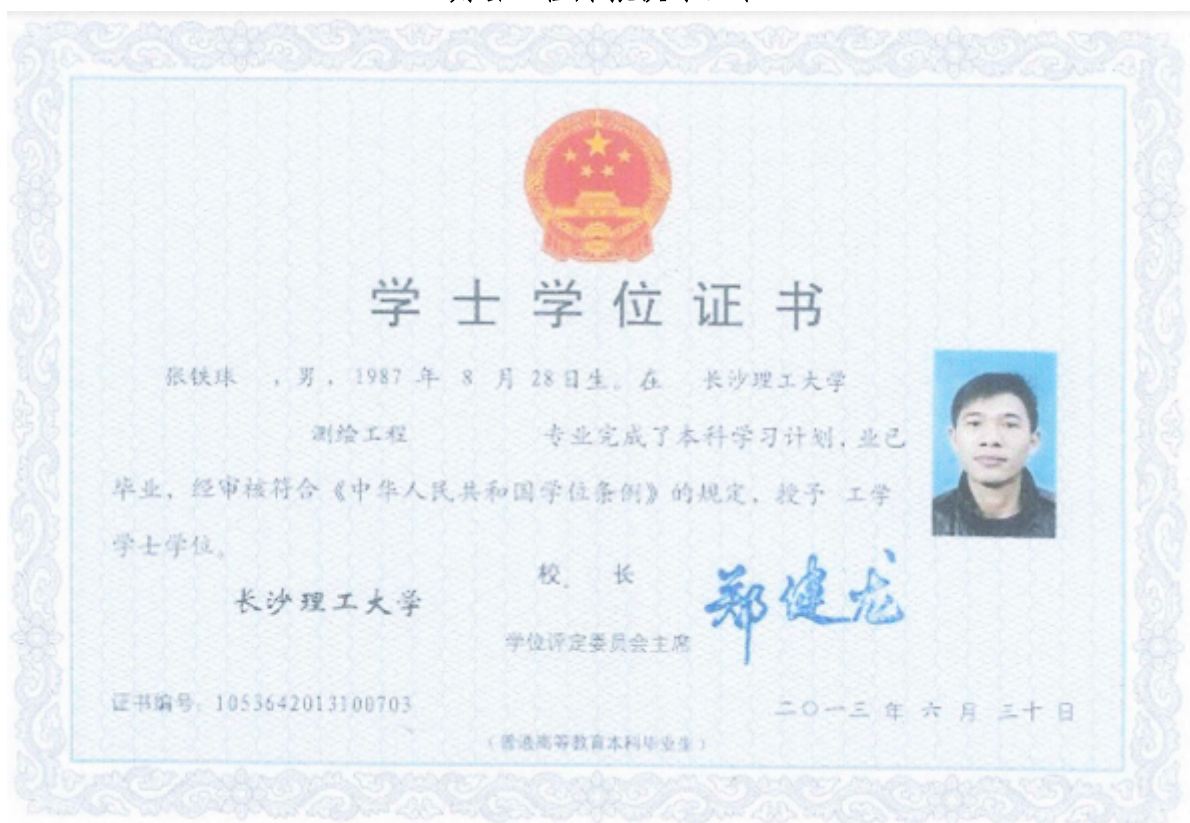 学士学位证书
张铁球 ,男,1987 年 8 月 28日生。在 长沙理工大学
测绘工程 专业完成了本科学习计划,业已
毕业,经审核符合《中华人民共和国学位条例》的规定,授予 工学
学士学位。
校 长 郑健龙
长沙理工大学
学位评定委员会主席
证书编号:1053642013100703
二〇一三 年 六 月 三十 日
(普通高等教育本科毕业生)